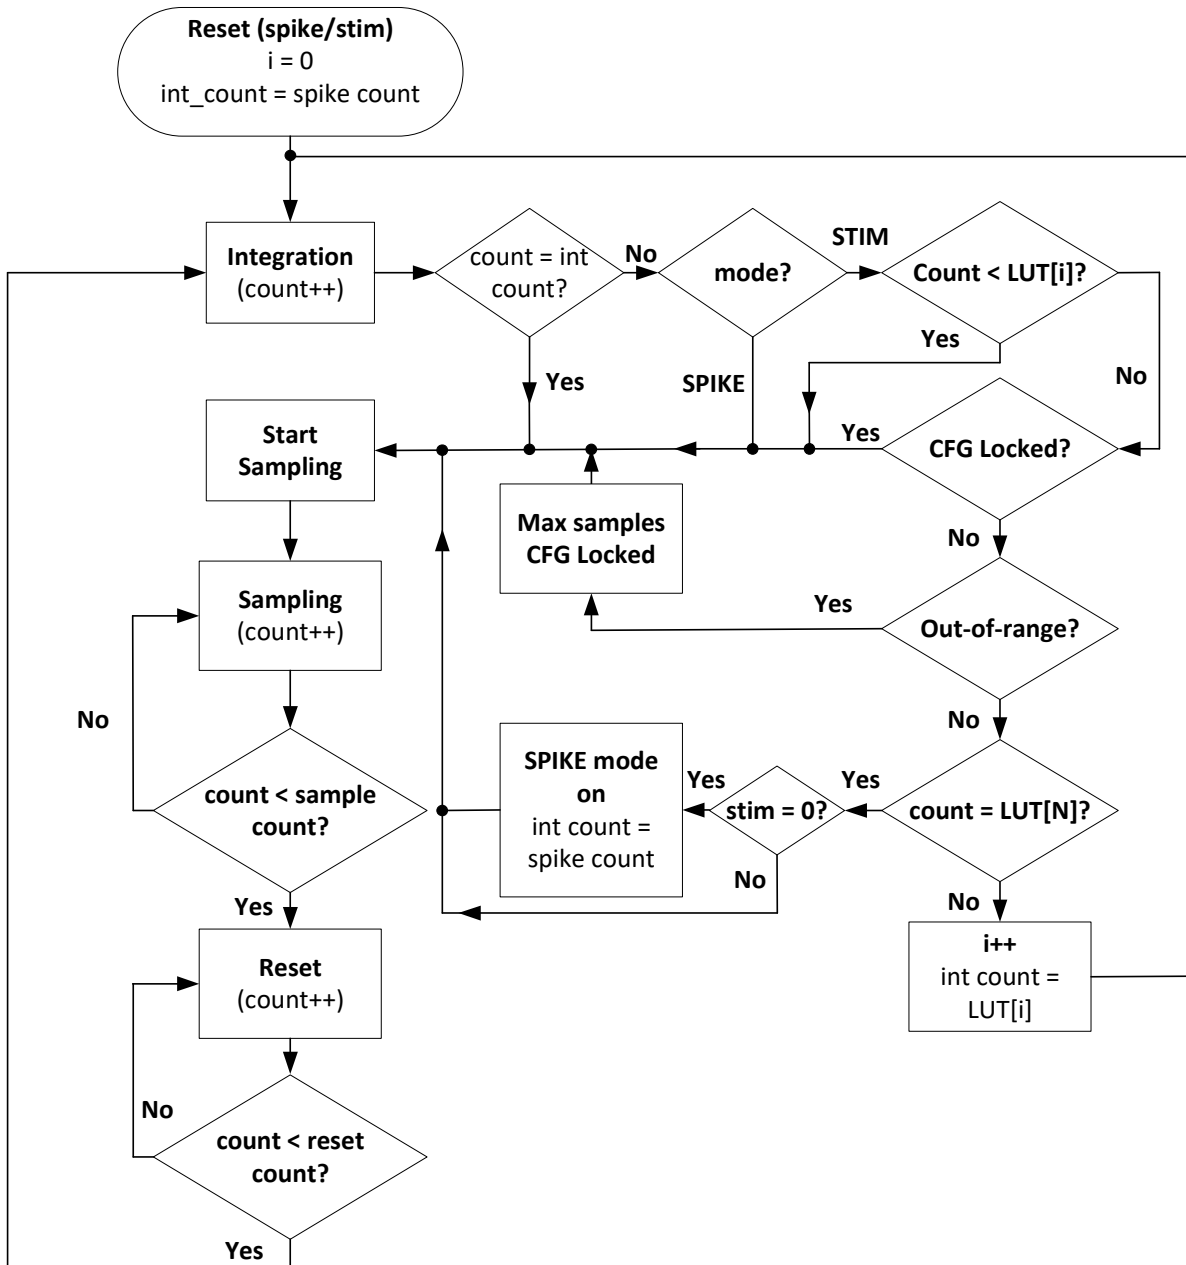 Reset (spike/stim)
i = 0
int_count = spike count
Integration
(count++)
count = int
count?
No
mode?
STIM
Count < LUT[i]?
Yes
SPIKE
Yes
No
Start
Sampling
Yes
CFG Locked?
Max samples
CFG Locked
No
Sampling
(count++)
Yes
Out-of-range?
No
No
count < sample
count?
SPIKE mode
on
int count =
spike count
Yes
stim = 0?
Yes
count = LUT[N]?
No
No
Yes
Reset
(count++)
i++
int count =
LUT[i]
No
count < reset
count?
Yes